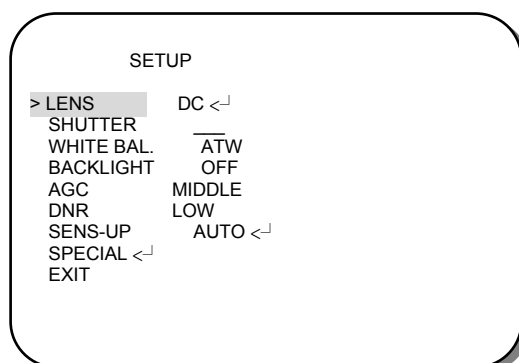 SETUP
> LENS DC <┘
SHUTTER ___
WHITE BAL. ATW
BACKLIGHT OFF
AGC MIDDLE
DNR LOW
SENS-UP AUTO <┘
SPECIAL <┘
EXIT